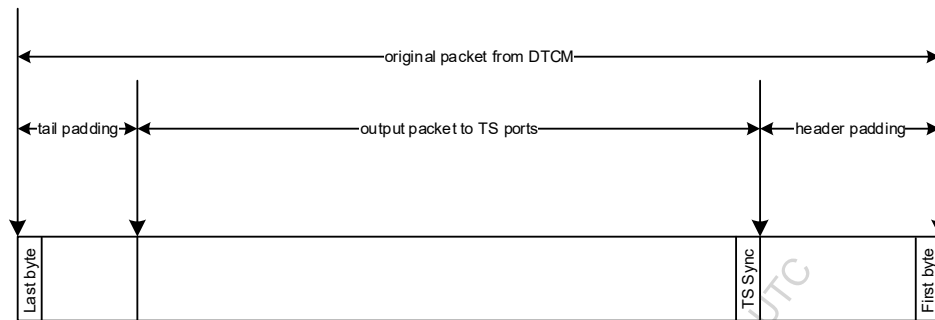 original packet from DTCM
tail padding
output packet to TS ports
header padding
Last byte
TS Sync
First byte
UTC